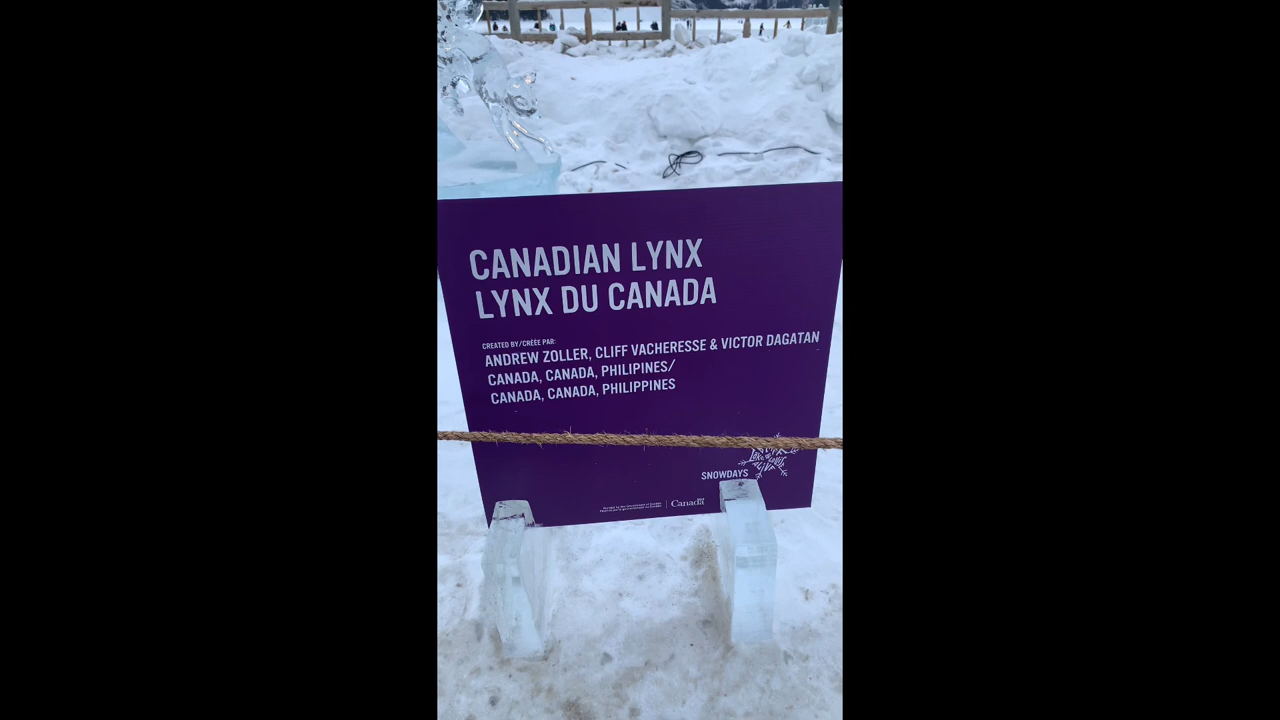 CANADIAN LYNX
LYNX DU CANADA
CREATED BY/CRÉÉE PAR:
ANDREW ZOLLER, CLIFF VACHERESSE & VICTOR DAGATAN
CANADA, CANADA, PHILIPINES/
CANADA, CANADA, PHILIPPINES
SNOWDAYS
Canada